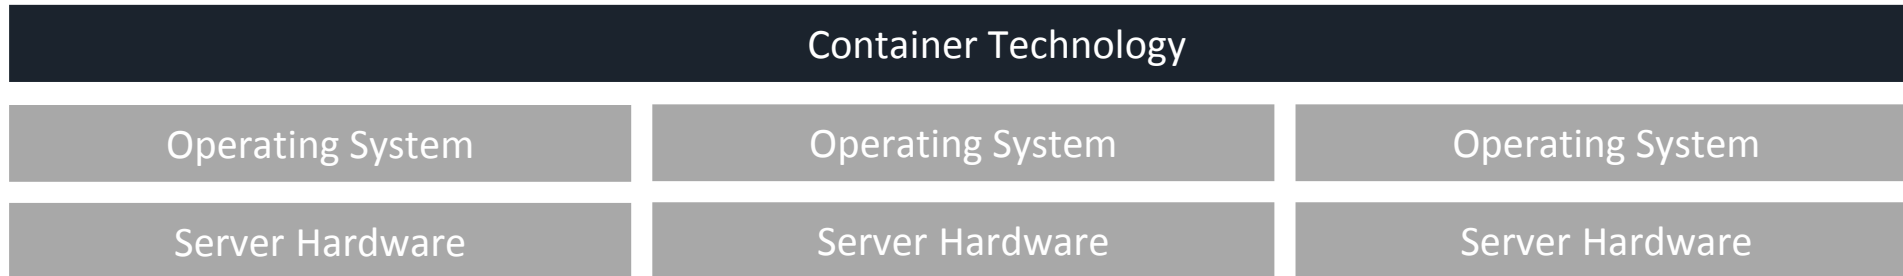 Container Technology
Operating System
Operating System
Operating System
Server Hardware
Server Hardware
Server Hardware